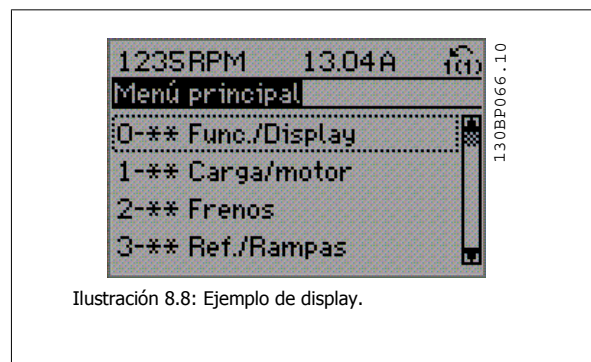 1235RPM 13.04A 1(1)
Menú principal
0-** Func./Display
1-** Carga/motor
2-** Frenos
3-** Ref./Rampas
130BP066.10
Ilustración 8.8: Ejemplo de display.